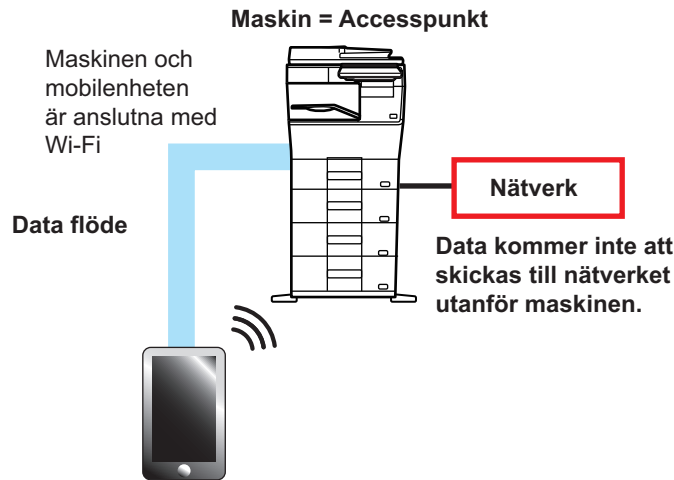 Maskin = Accesspunkt
Maskinen och
mobilenheten
är anslutna med
Wi-Fi
Data flöde
Nätverk
Data kommer inte att
skickas till nätverket
utanför maskinen.